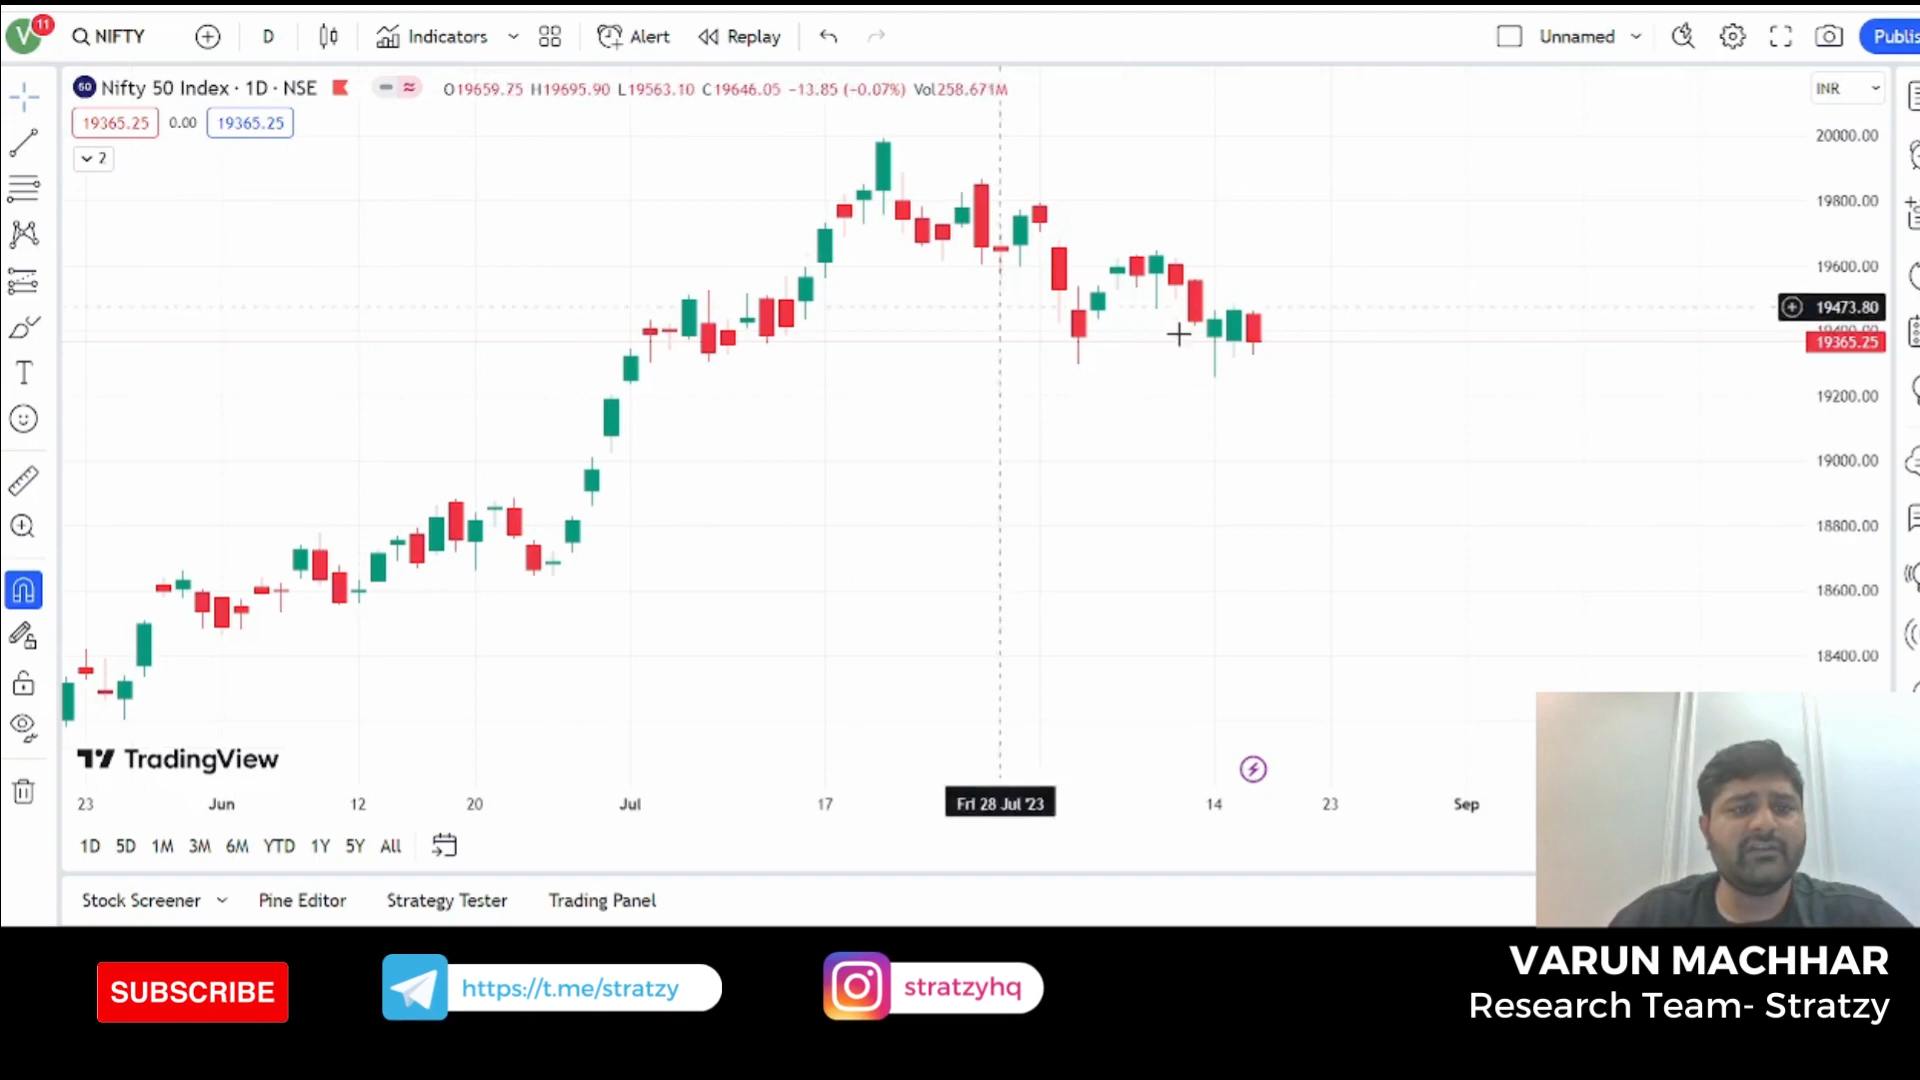 V
11
NIFTY
D
Indicators
Alert
Replay
Unnamed
Publis
50
Nifty 50 Index · 1D · NSE
O19659.75 H19695.90 L19563.10 C19646.05 −13.85 (−0.07%) Vol258.671M
INR
19365.25
0.00
19365.25
2
20000.00
19800.00
19600.00
19473.80
19400.00
19365.25
19200.00
19000.00
18800.00
18600.00
18400.00
TradingView
23
Jun
12
20
Jul
17
Fri 28 Jul '23
14
23
Sep
1D 5D 1M 3M 6M YTD 1Y 5Y All
Stock Screener
Pine Editor
Strategy Tester
Trading Panel
SUBSCRIBE
https://t.me/stratzy
stratzyhq
VARUN MACHHAR
Research Team- Stratzy